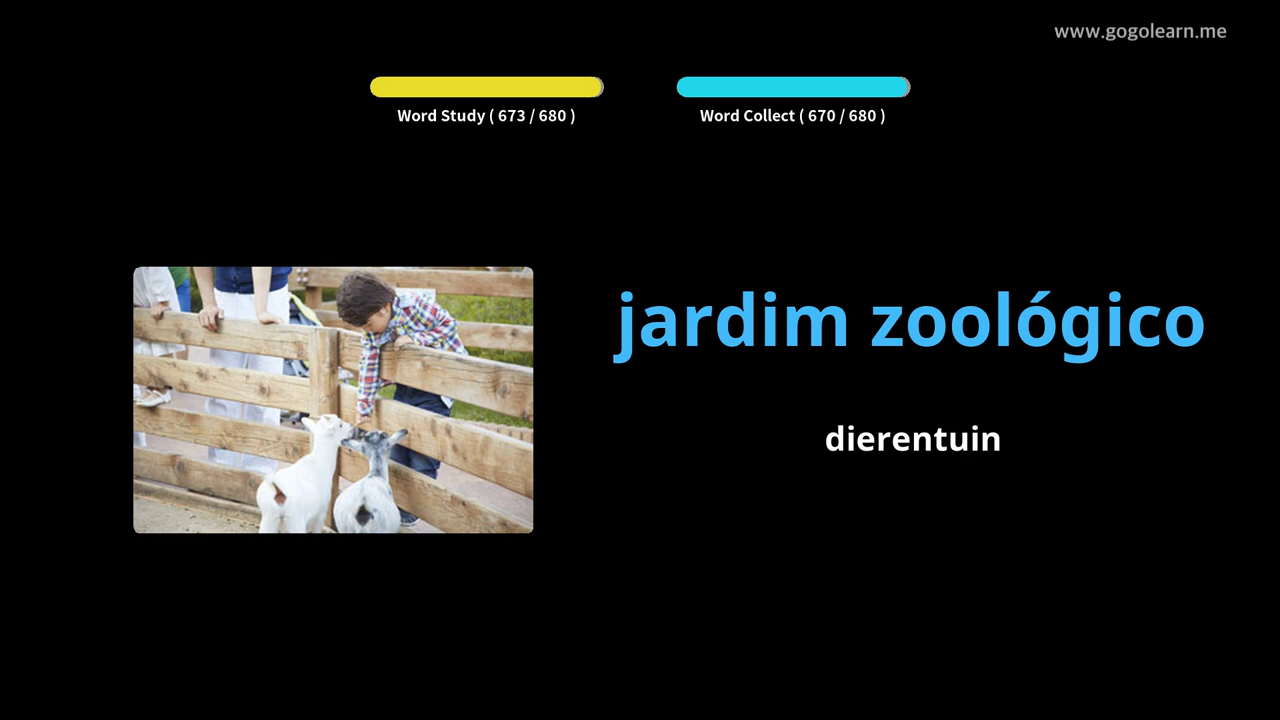 www.gogolearn.me
Word Study ( 673 / 680 )
Word Collect ( 670 / 680 )
jardim zoológico
dierentuin